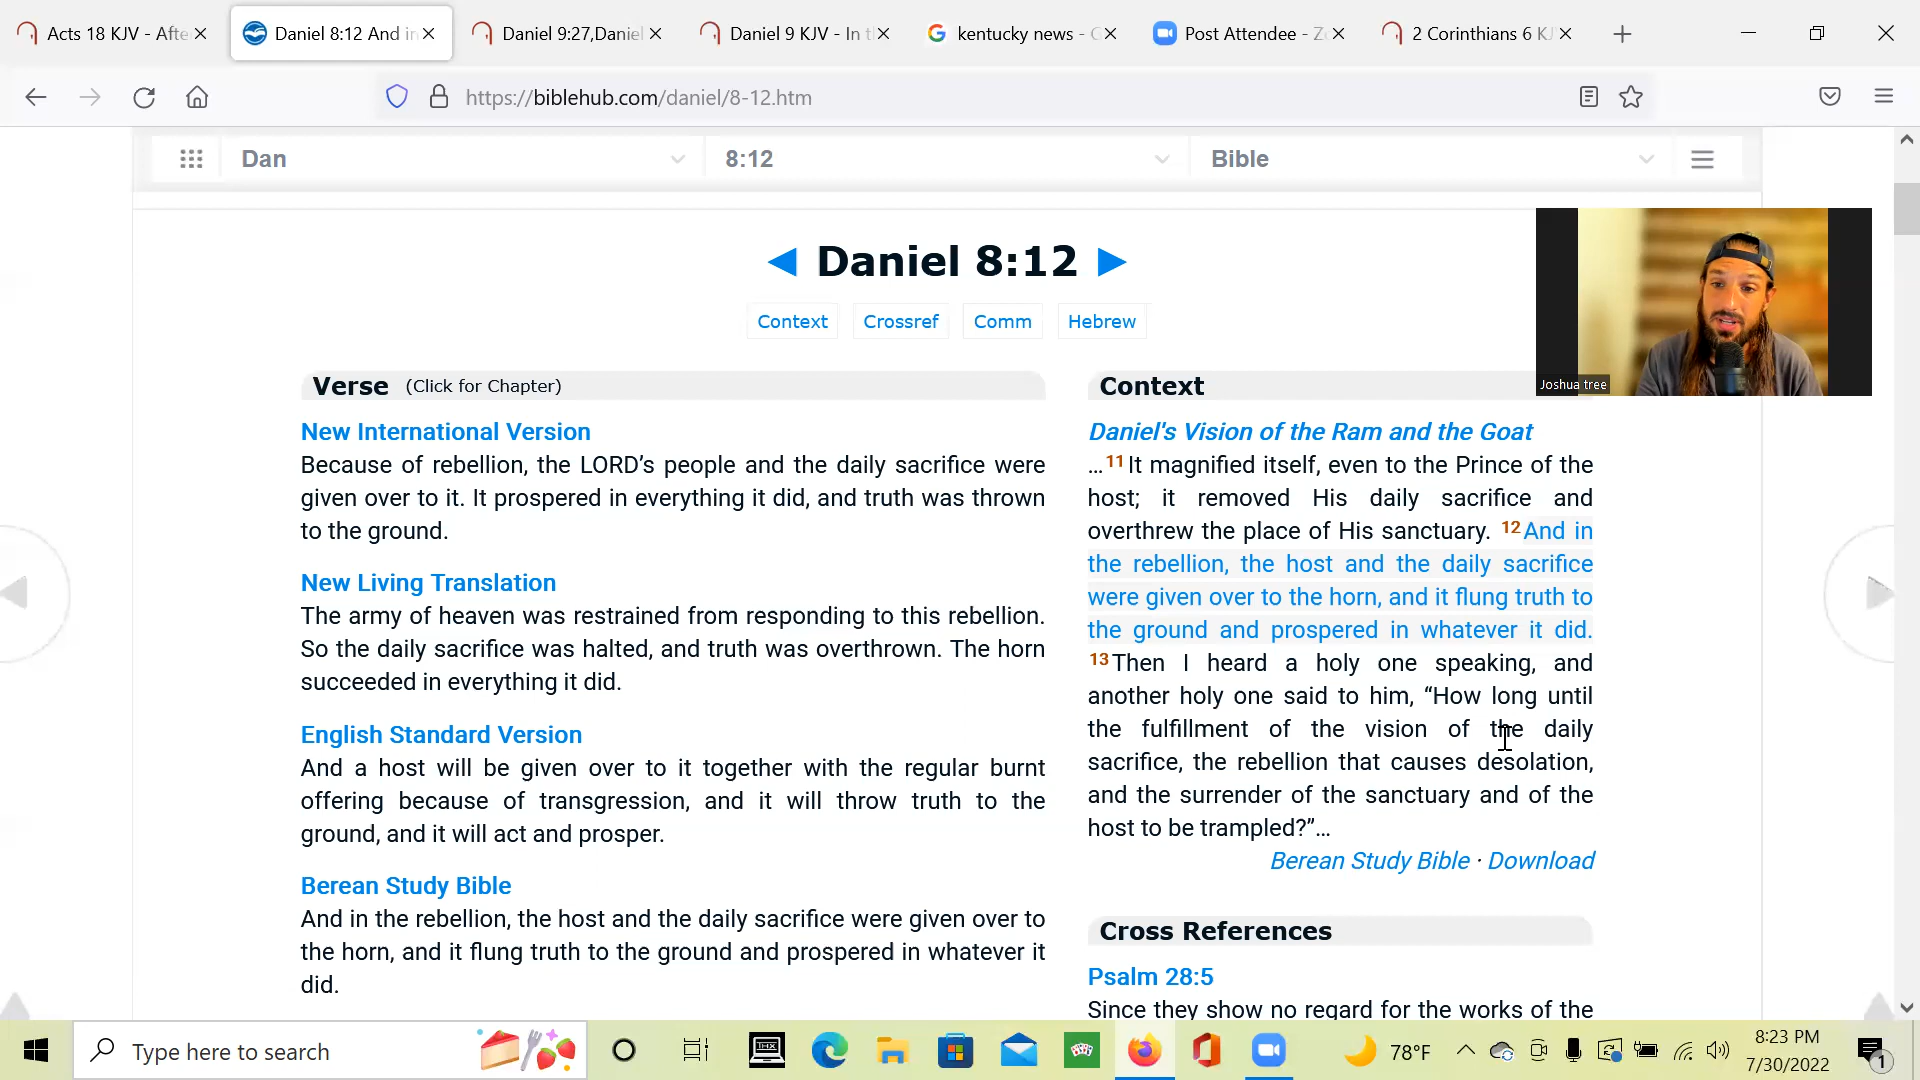 Acts 18 KJV - Afte
Daniel 8:12 And in
Daniel 9:27,Daniel
Daniel 9 KJV - In t
kentucky news - G
Post Attendee - Zo
2 Corinthians 6 KJ
https://biblehub.com/daniel/8-12.htm
Dan
8:12
Bible
Daniel 8:12
Context
Crossref
Comm
Hebrew
Verse (Click for Chapter)
New International Version
Because of rebellion, the LORD’s people and the daily sacrifice were
given over to it. It prospered in everything it did, and truth was thrown
to the ground.
New Living Translation
The army of heaven was restrained from responding to this rebellion.
So the daily sacrifice was halted, and truth was overthrown. The horn
succeeded in everything it did.
English Standard Version
And a host will be given over to it together with the regular burnt
offering because of transgression, and it will throw truth to the
ground, and it will act and prosper.
Berean Study Bible
And in the rebellion, the host and the daily sacrifice were given over to
the horn, and it flung truth to the ground and prospered in whatever it
did.
Context
Joshua tree
Daniel's Vision of the Ram and the Goat
…11It magnified itself, even to the Prince of the
host; it removed His daily sacrifice and
overthrew the place of His sanctuary. 12And in
the rebellion, the host and the daily sacrifice
were given over to the horn, and it flung truth to
the ground and prospered in whatever it did.
13Then I heard a holy one speaking, and
another holy one said to him, “How long until
the fulfillment of the vision of the daily
sacrifice, the rebellion that causes desolation,
and the surrender of the sanctuary and of the
host to be trampled?”…
Berean Study Bible · Download
Cross References
Psalm 28:5
Since they show no regard for the works of the
Type here to search
THX
78°F
8:23 PM
7/30/2022
1